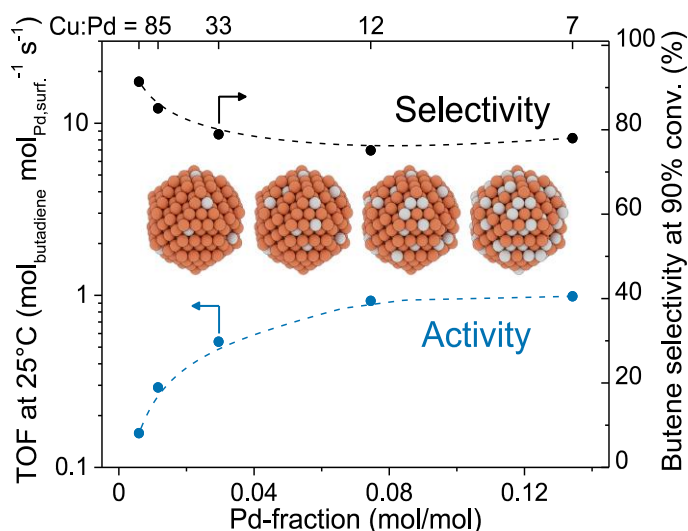 Cu:Pd = 85 33 12 7
TOF at 25°C (mol_butadiene mol_Pd,surf.^-1 s^-1)
10
1
0.1
Selectivity
Activity
100
80
60
40
20
0
Butene selectivity at 90% conv. (%)
0 0.04 0.08 0.12
Pd-fraction (mol/mol)